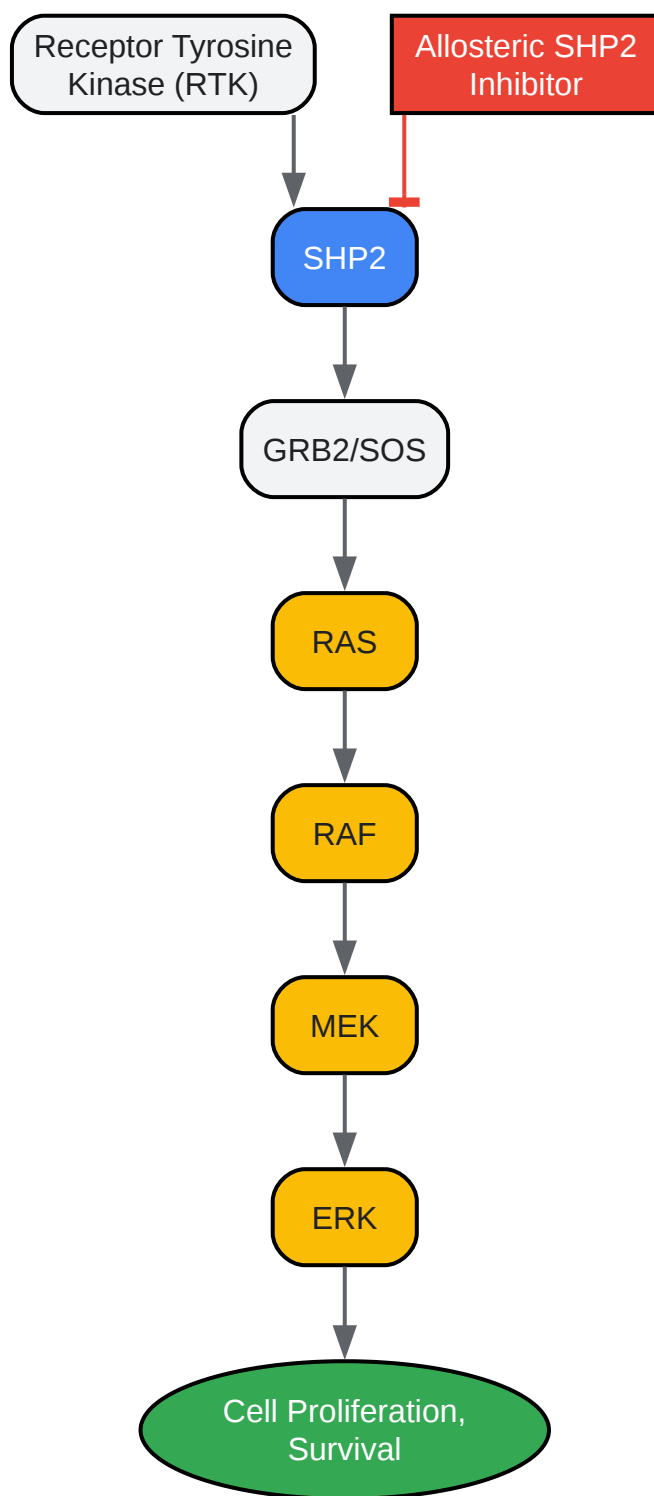 Receptor Tyrosine
Kinase (RTK)
Allosteric SHP2
Inhibitor
SHP2
GRB2/SOS
RAS
RAF
MEK
ERK
Cell Proliferation,
Survival